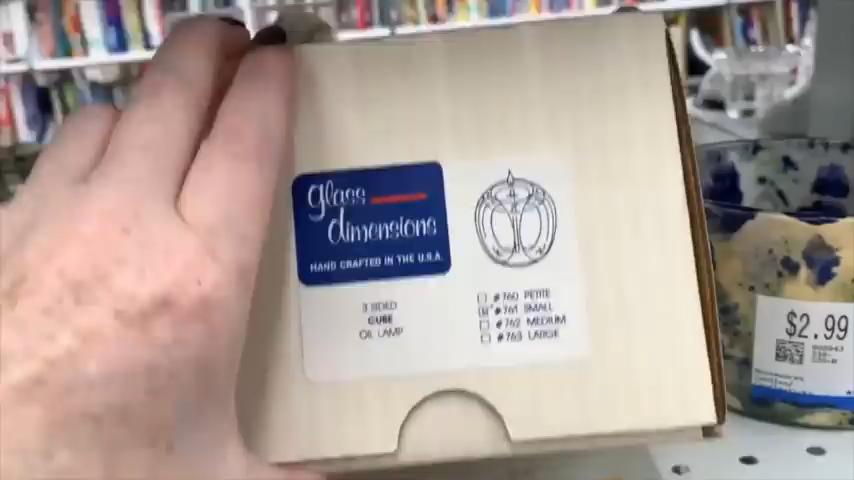 glass
dimensions
HAND CRAFTED IN THE U.S.A.
3 SIDED
CUBE
OIL LAMP
#760 PETITE
#761 SMALL
#762 MEDIUM
#763 LARGE
$2.99